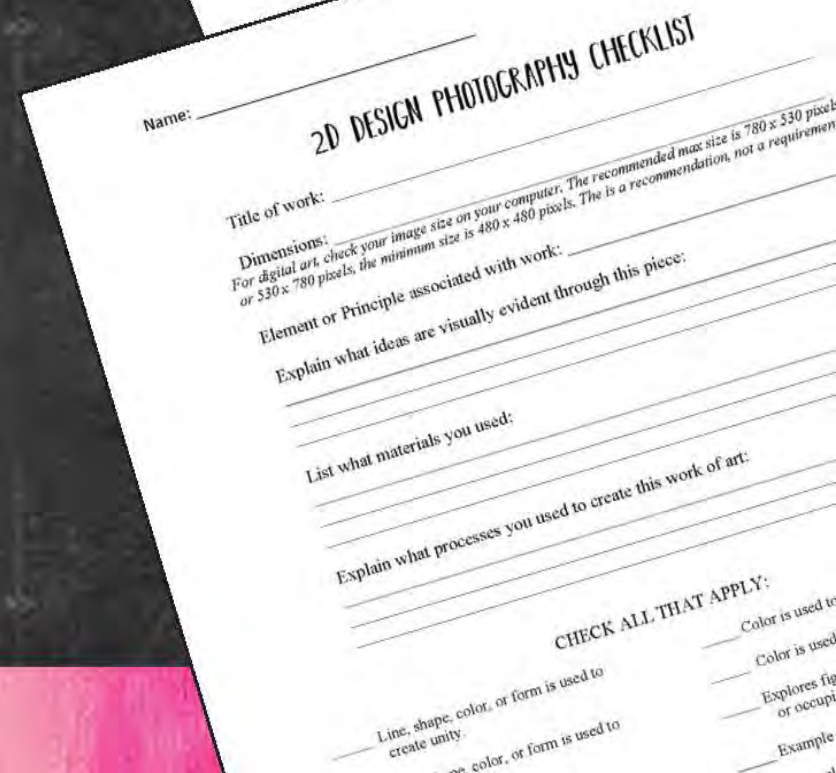 Name:
2D DESIGN PHOTOGRAPHY CHECKLIST
Title of work:
Dimensions:
For digital art, check your image size on your computer. The recommended max size is 780 x 530 pixels
or 530 x 780 pixels, the minimum size is 480 x 480 pixels. The is a recommendation, not a requirement
Element or Principle associated with work:
Explain what ideas are visually evident through this piece:
List what materials you used:
Explain what processes you used to create this work of art:
CHECK ALL THAT APPLY:
Line, shape, color, or form is used to
create unity.
color, or form is used to
Color is used to
Color is used
Explores
or
Example